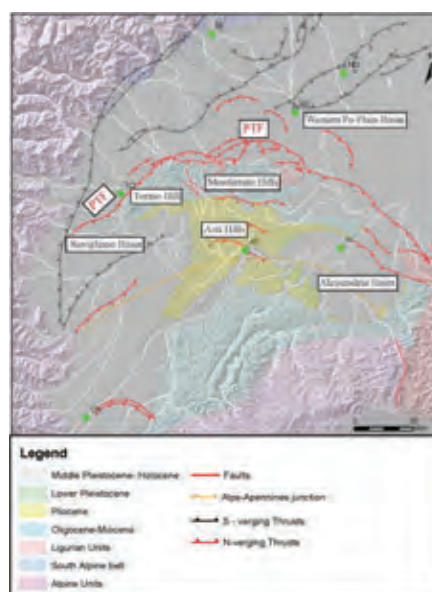 Western Po Plain Basin
PTF
Monferrato Hills
PTF
Torino Hill
Savigliano Basin
Asti Hills
Alessandria Basin
Legend
Middle Pleistocene- Holocene
Lower Pleistocene
Pliocene
Oligocene-Miocene
Ligurian Units
South Alpine belt
Alpine Units
Faults
Alps-Apennines junction
S - verging Thrusts
N-verging Thrusts